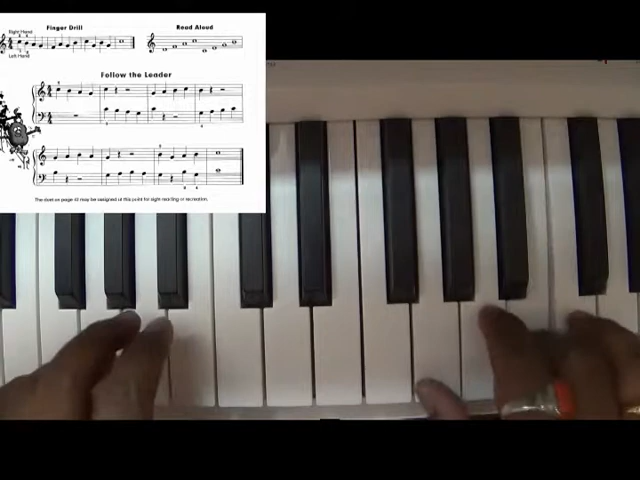 Finger Drill
Read Aloud
Right Hand
Left Hand
Follow the Leader
The duet on page 43 may be assigned at this point for sight reading or recreation.